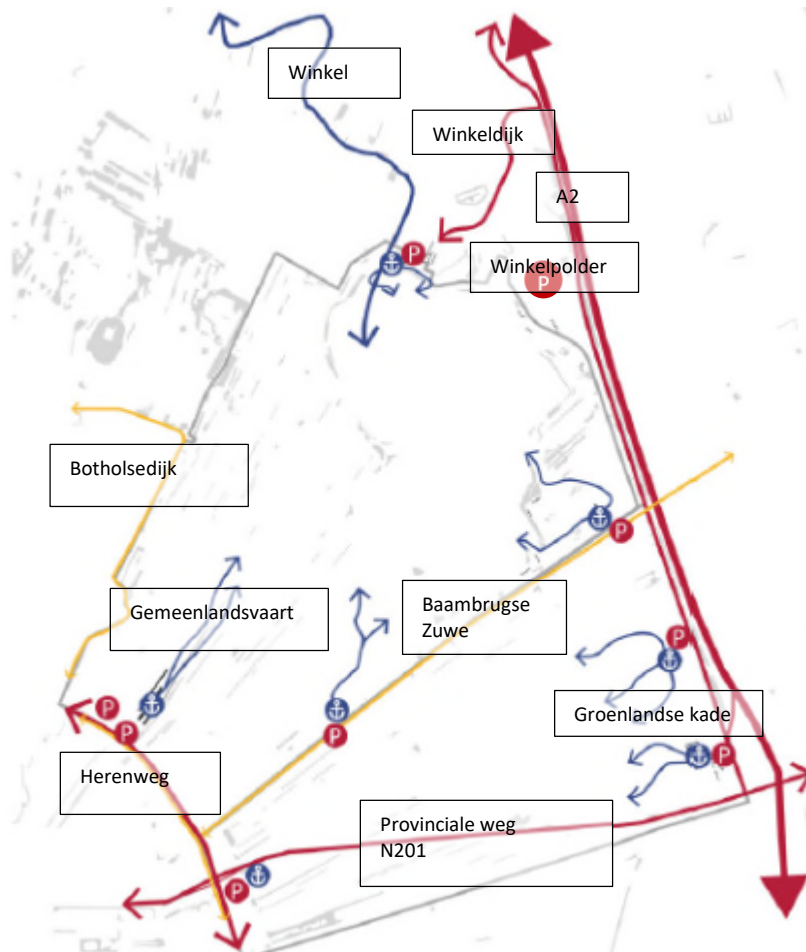 Winkel
Winkeldijk
A2
P
Winkelpolder
P
Botholsedijk
P
Gemeenlandsvaart
Baambrugse
Zuwe
P
P
P
P
Groenlandse kade
P
Herenweg
Provinciale weg
N201
P